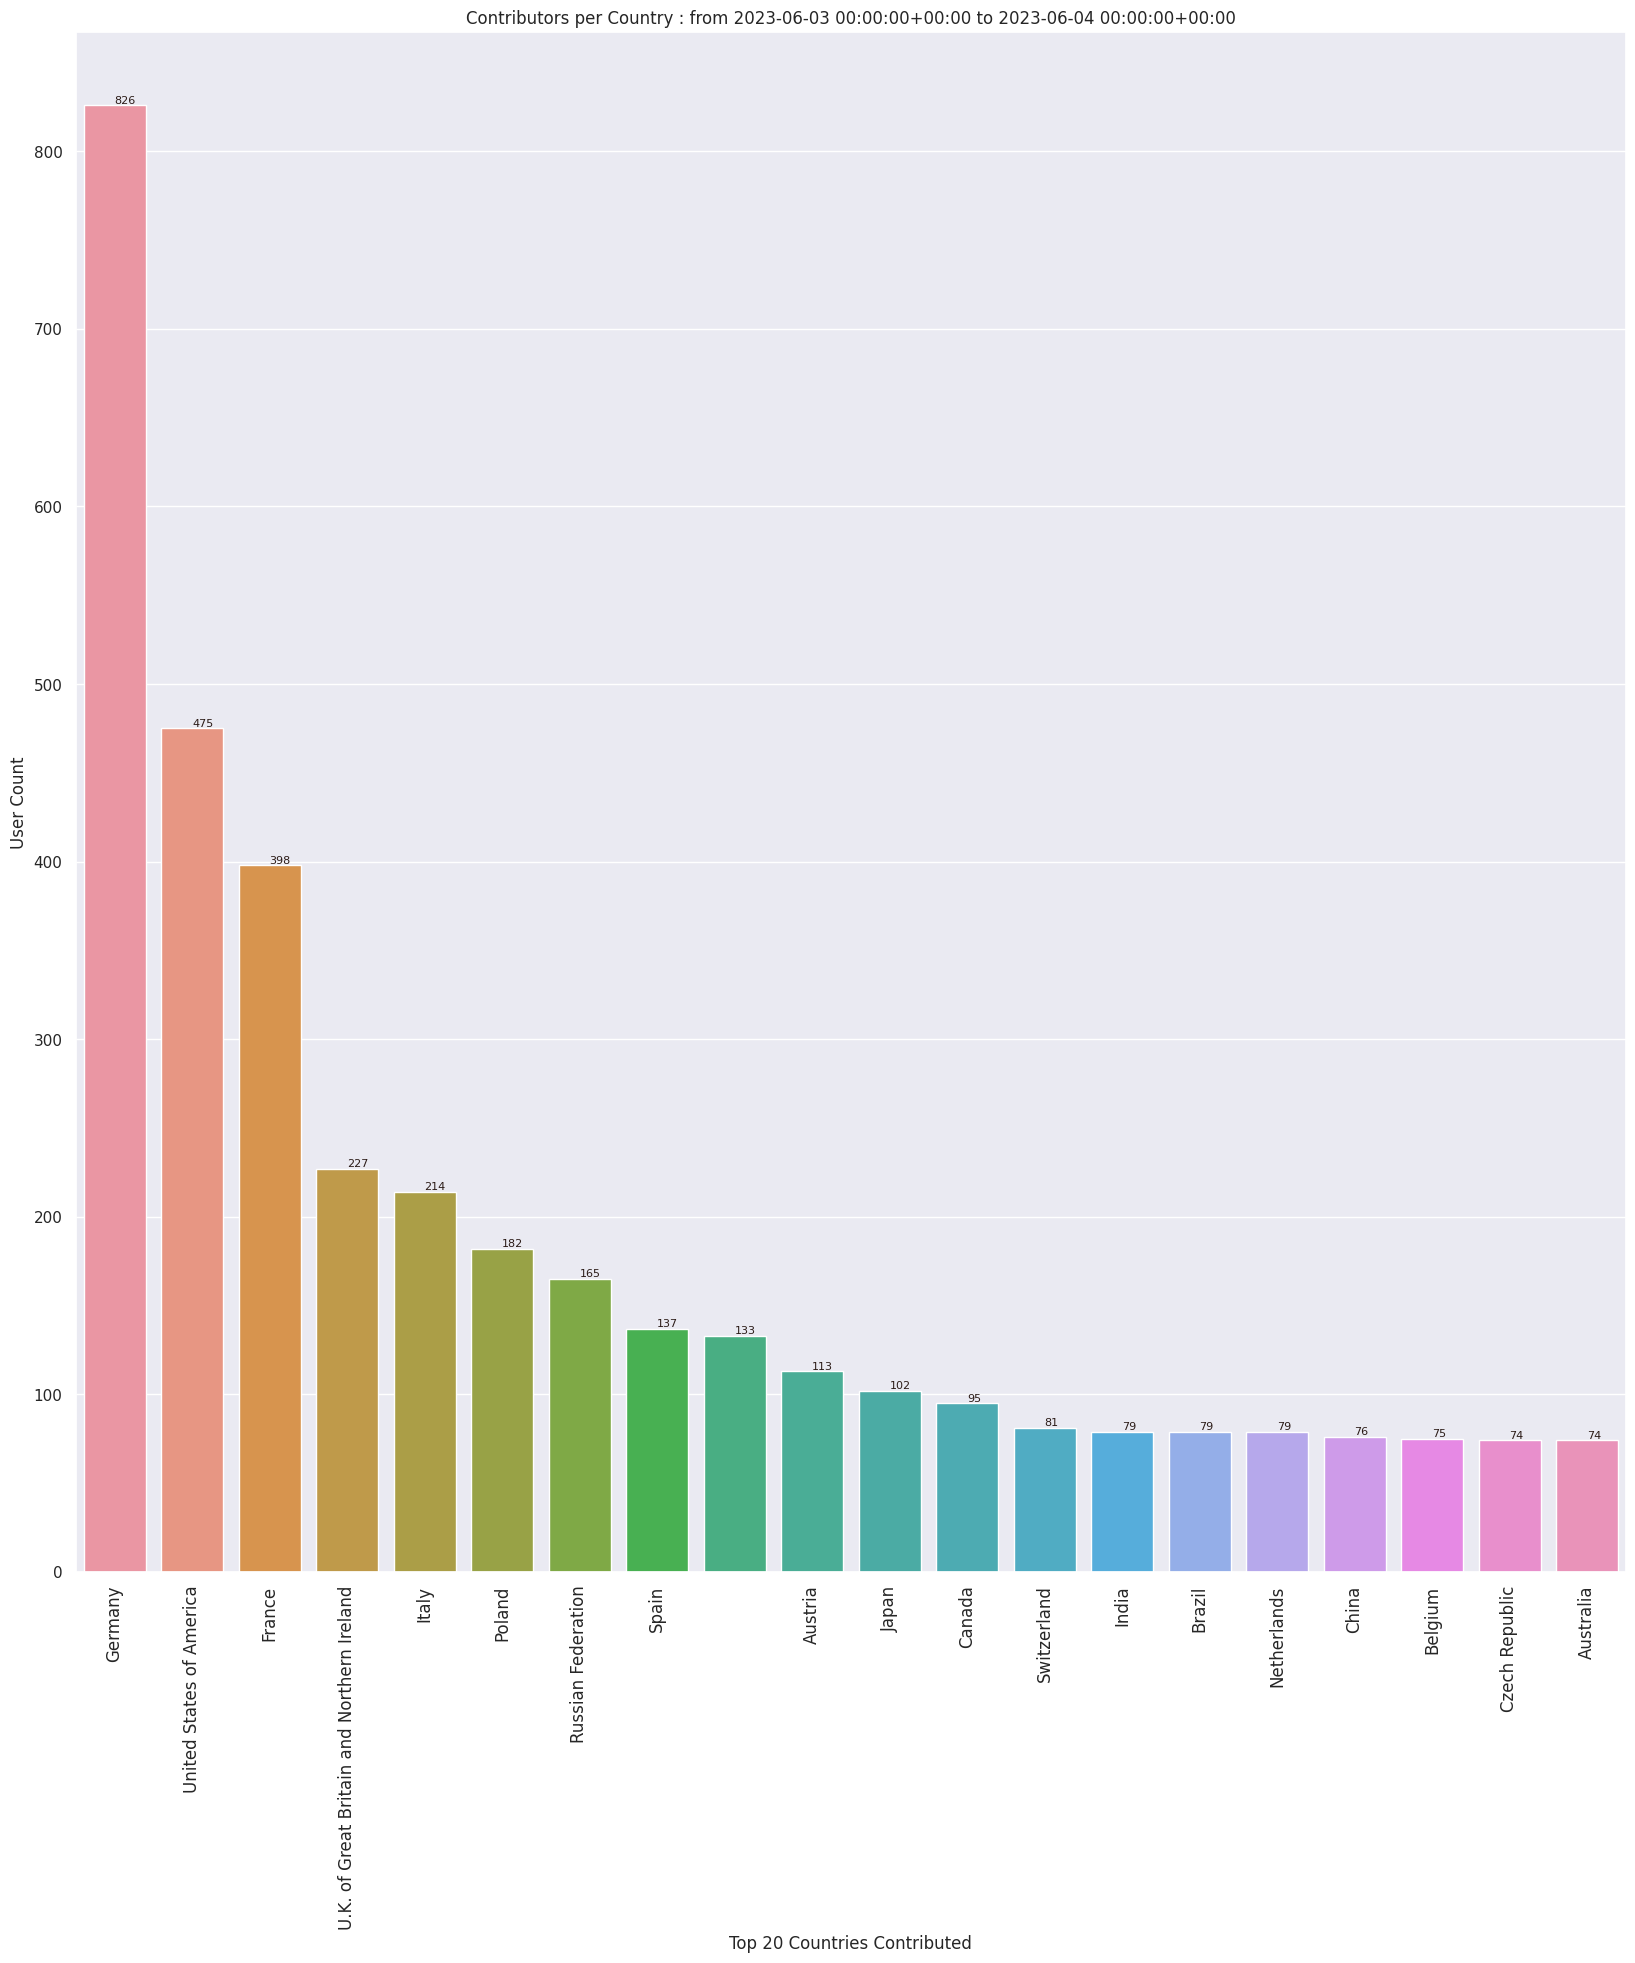 Contributors per Country : from 2023-06-03 00:00:00+00:00 to 2023-06-04 00:00:00+00:00
User Count
800
700
600
500
400
300
200
100
0
826
475
398
227
214
182
165
137
133
113
102
95
81
79
79
79
76
75
74
74
Germany
United States of America
France
U.K. of Great Britain and Northern Ireland
Italy
Poland
Russian Federation
Spain
Austria
Japan
Canada
Switzerland
India
Brazil
Netherlands
China
Belgium
Czech Republic
Australia
Top 20 Countries Contributed